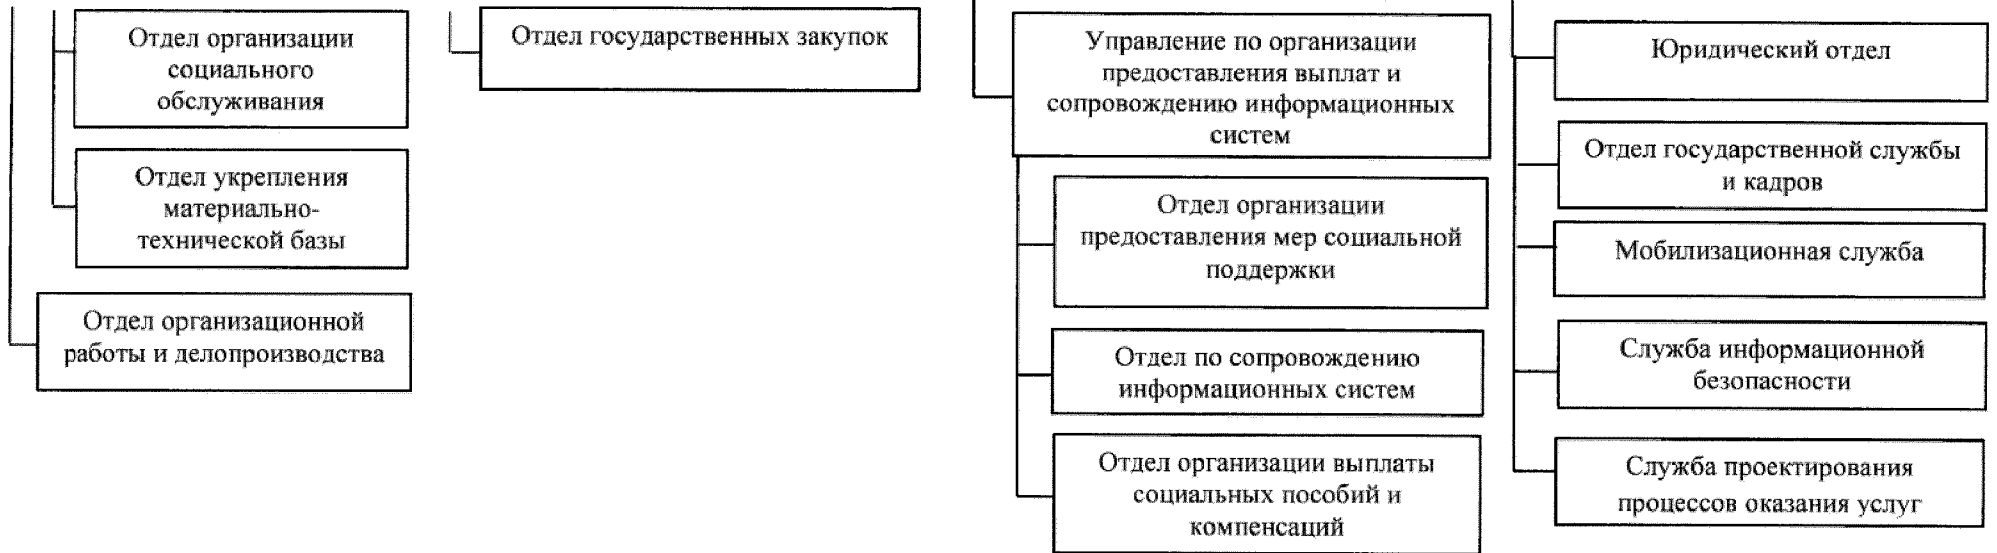 Отдел организации
социального
обслуживания
Отдел укрепления
материально-
технической базы
Отдел организационной
работы и делопроизводства
Отдел государственных закупок
Управление по организации
предоставления выплат и
сопровождению информационных
систем
Отдел организации
предоставления мер социальной
поддержки
Отдел по сопровождению
информационных систем
Отдел организации выплаты
социальных пособий и
компенсаций
Юридический отдел
Отдел государственной службы
и кадров
Мобилизационная служба
Служба информационной
безопасности
Служба проектирования
процессов оказания услуг